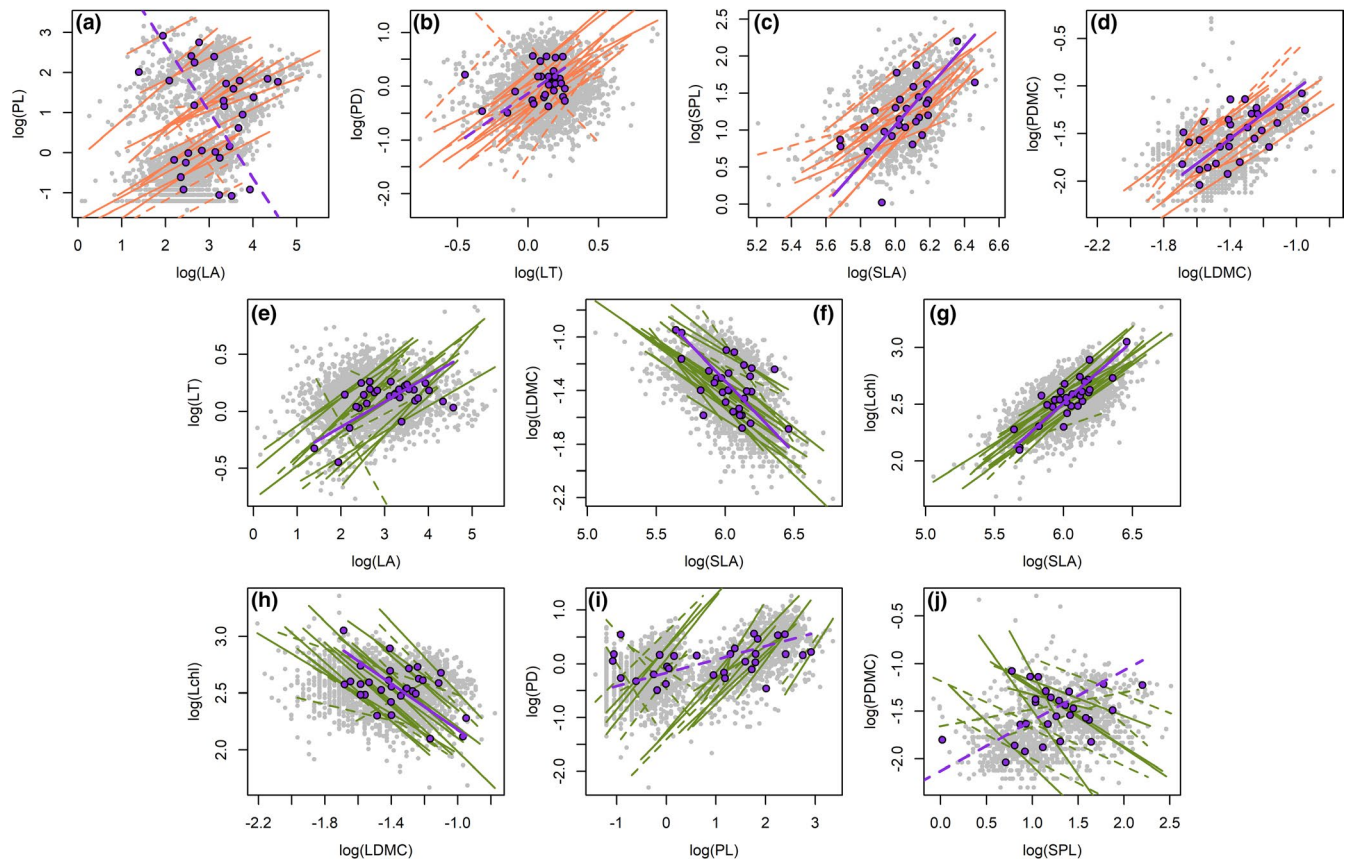 (a)
log(PL)
3
2
1
0
-1
0 1 2 3 4 5
log(LA)
(b)
log(PD)
1.0
0.0
-1.0
-2.0
-0.5 0.0 0.5
log(LT)
(c)
log(SPL)
2.5
2.0
1.5
1.0
0.5
0.0
5.2 5.4 5.6 5.8 6.0 6.2 6.4 6.6
log(SLA)
(d)
log(PDMC)
-0.5
-1.0
-1.5
-2.0
-2.2 -1.8 -1.4 -1.0
log(LDMC)
(e)
log(LT)
0.5
0.0
-0.5
0 1 2 3 4 5
log(LA)
(f)
log(LDMC)
-1.0
-1.4
-1.8
-2.2
5.0 5.5 6.0 6.5
log(SLA)
(g)
log(Lchl)
3.0
2.5
2.0
5.0 5.5 6.0 6.5
log(SLA)
(h)
log(Lchl)
3.0
2.5
2.0
-2.2 -1.8 -1.4 -1.0
log(LDMC)
(i)
log(PD)
1.0
0.0
-1.0
-2.0
-1 0 1 2 3
log(PL)
(j)
log(PDMC)
-0.5
-1.0
-1.5
-2.0
0.0 0.5 1.0 1.5 2.0 2.5
log(SPL)